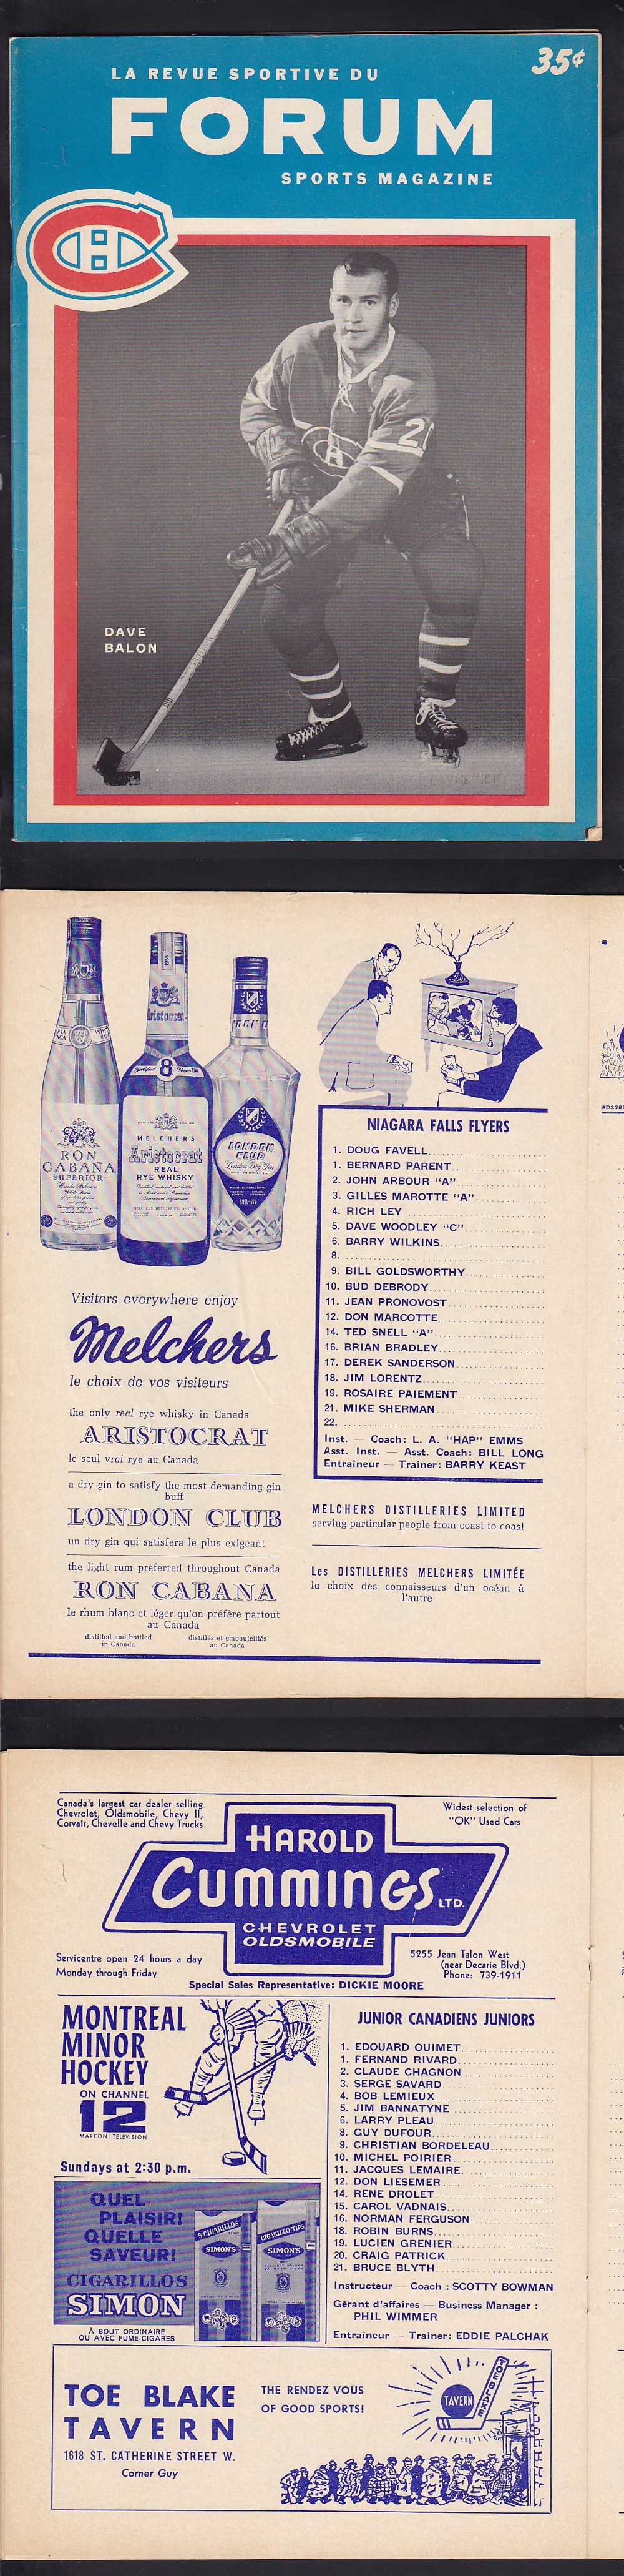 LA REVUE SPORTIVE DU
35¢
FORUM
SPORTS MAGAZINE
DAVE
BALON
Aristocrat
8
RON
CABAÑA
SUPERIOR
MELCHERS
Aristocrat
REAL
RYE WHISKY
LONDON
CLUB
London Dry Gin
Visitors everywhere enjoy
Melchers
le choix de vos visiteurs
the only real rye whisky in Canada
ARISTOCRAT
le seul vrai rye au Canada
a dry gin to satisfy the most demanding gin
buff
LONDON CLUB
un dry gin qui satisfera le plus exigeant
the light rum preferred throughout Canada
RON CABANA
le rhum blanc et léger qu'on préfère partout
au Canada
distilled and bottled
in Canada
distillés et embouteillés
au Canada
NIAGARA FALLS FLYERS
1. DOUG FAVELL
1. BERNARD PARENT
2. JOHN ARBOUR "A"
3. GILLES MAROTTE "A"
4. RICH LEY
5. DAVE WOODLEY "C"
6. BARRY WILKINS
8.
9. BILL GOLDSWORTHY
10. BUD DEBRODY
11. JEAN PRONOVOST
12. DON MARCOTTE
14. TED SNELL "A"
16. BRIAN BRADLEY
17. DEREK SANDERSON
18. JIM LORENTZ
19. ROSAIRE PAIEMENT
21. MIKE SHERMAN
22.
Inst. — Coach: L. A. "HAP" EMMS
Asst. Inst. — Asst. Coach: BILL LONG
Entraineur — Trainer: BARRY KEAST
MELCHERS DISTILLERIES LIMITED
serving particular people from coast to coast
Les DISTILLERIES MELCHERS LIMITÉE
le choix des connaisseurs d'un océan à
l'autre
Canada's largest car dealer selling
Chevrolet, Oldsmobile, Chevy II,
Corvair, Chevelle and Chevy Trucks
Widest selection of
"OK" Used Cars
HAROLD
CUMMINGS LTD.
CHEVROLET
OLDSMOBILE
Servicentre open 24 hours a day
Monday through Friday
5255 Jean Talon West
(near Decarie Blvd.)
Phone: 739-1911
Special Sales Representative: DICKIE MOORE
MONTREAL
MINOR
HOCKEY
ON CHANNEL
12
MARCONI TELEVISION
Sundays at 2:30 p.m.
QUEL
PLAISIR!
QUELLE
SAVEUR!
CIGARILLOS
SIMON
À BOUT ORDINAIRE
OU AVEC FUME-CIGARES
5 CIGARILLOS
SIMON'S
CIGARILLO TIPS
SIMON'S
JUNIOR CANADIENS JUNIORS
1. EDOUARD OUIMET
1. FERNAND RIVARD
2. CLAUDE CHAGNON
3. SERGE SAVARD
4. BOB LEMIEUX
5. JIM BANNATYNE
6. LARRY PLEAU
8. GUY DUFOUR
9. CHRISTIAN BORDELEAU
10. MICHEL POIRIER
11. JACQUES LEMAIRE
12. DON LIESEMER
14. RENE DROLET
15. CAROL VADNAIS
16. NORMAN FERGUSON
18. ROBIN BURNS
19. LUCIEN GRENIER
20. CRAIG PATRICK
21. BRUCE BLYTH
Instructeur — Coach : SCOTTY BOWMAN
Gérant d'affaires — Business Manager :
PHIL WIMMER
Entraîneur — Trainer: EDDIE PALCHAK
TOE BLAKE
TAVERN
1618 ST. CATHERINE STREET W.
Corner Guy
THE RENDEZ VOUS
OF GOOD SPORTS!
TAVERN
TOE BLAKE